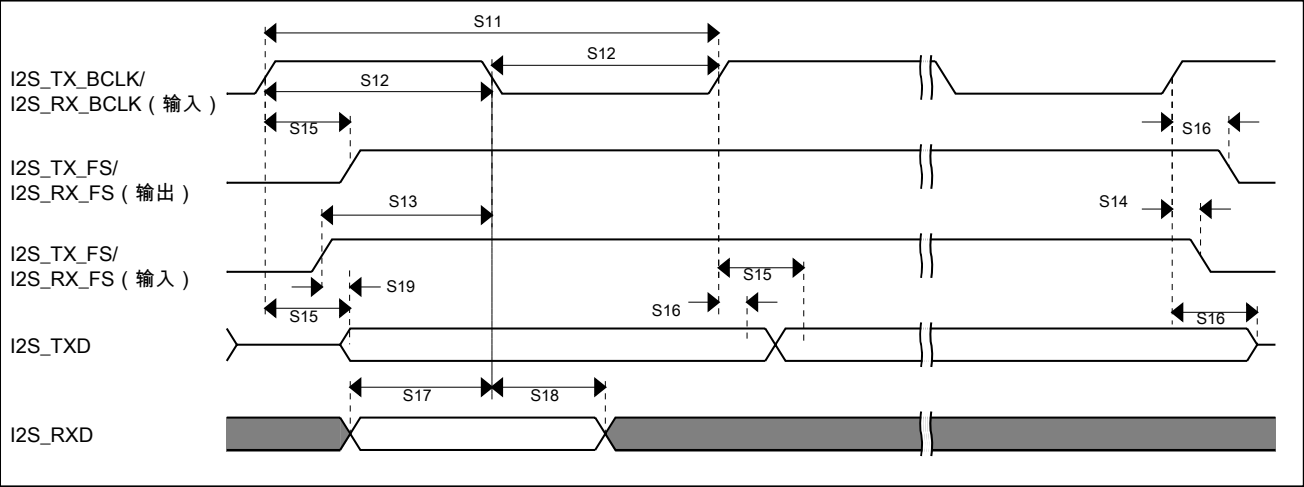 S11
S12
I2S_TX_BCLK/
I2S_RX_BCLK（输入）
S12
S15
S16
I2S_TX_FS/
I2S_RX_FS（输出）
S13
S14
I2S_TX_FS/
I2S_RX_FS（输入）
S19
S15
S15
S16
S16
I2S_TXD
S17
S18
I2S_RXD